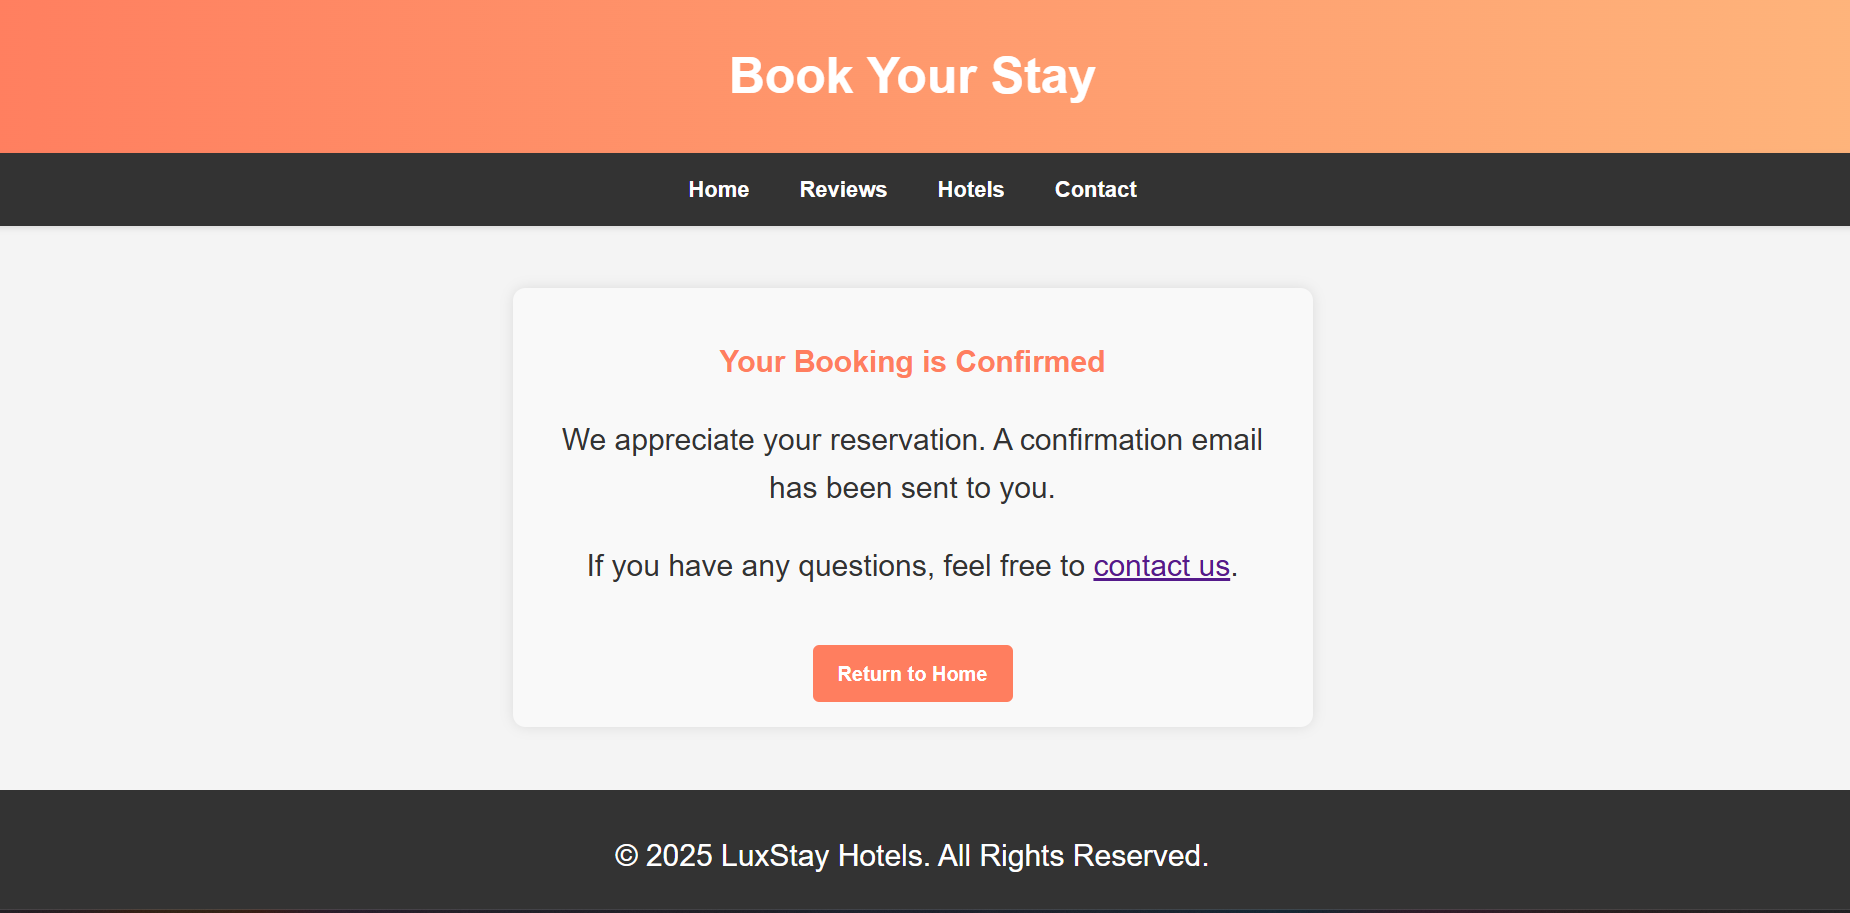 Book Your Stay
Home Reviews Hotels Contact
Your Booking is Confirmed
We appreciate your reservation. A confirmation email
has been sent to you.
If you have any questions, feel free to contact us.
Return to Home
© 2025 LuxStay Hotels. All Rights Reserved.